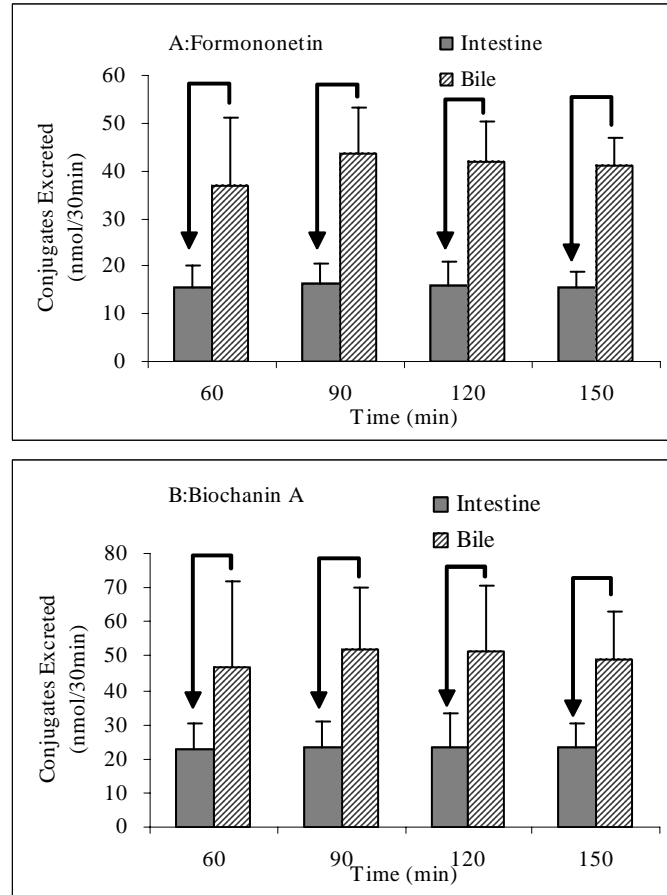 A:Formononetin
Intestine
Bile
60
50
40
30
20
10
0
Conjugates Excreted
(nmol/30min)
60 90 120 150
Time (min)
B:Biochanin A
Intestine
Bile
80
70
60
50
40
30
20
10
0
Conjugates Excreted
(nmol/30min)
60 90 120 150
Time (min)